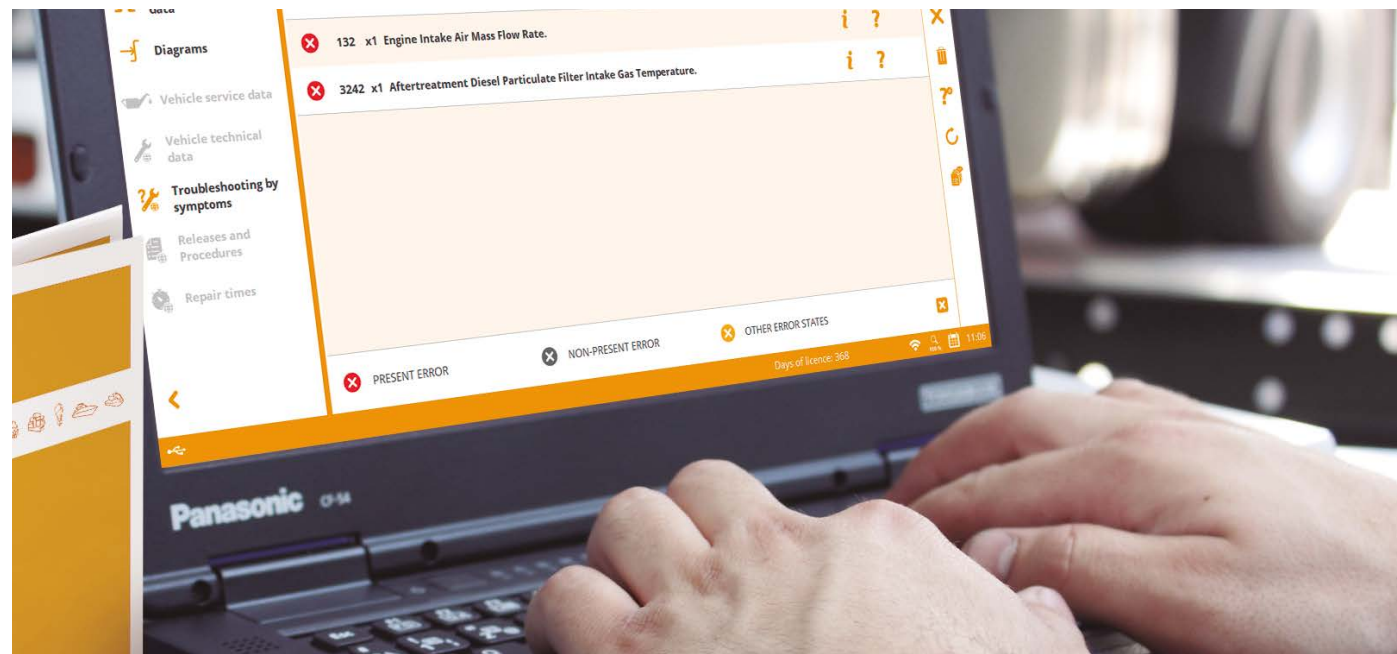 data
Diagrams
Vehicle service data
Vehicle technical
data
Troubleshooting by
symptoms
Releases and
Procedures
Repair times
132 x1 Engine Intake Air Mass Flow Rate.
i ?
3242 x1 Aftertreatment Diesel Particulate Filter Intake Gas Temperature.
i ?
PRESENT ERROR
NON-PRESENT ERROR
OTHER ERROR STATES
Days of licence: 368
11:06
Panasonic CF-54
Esc